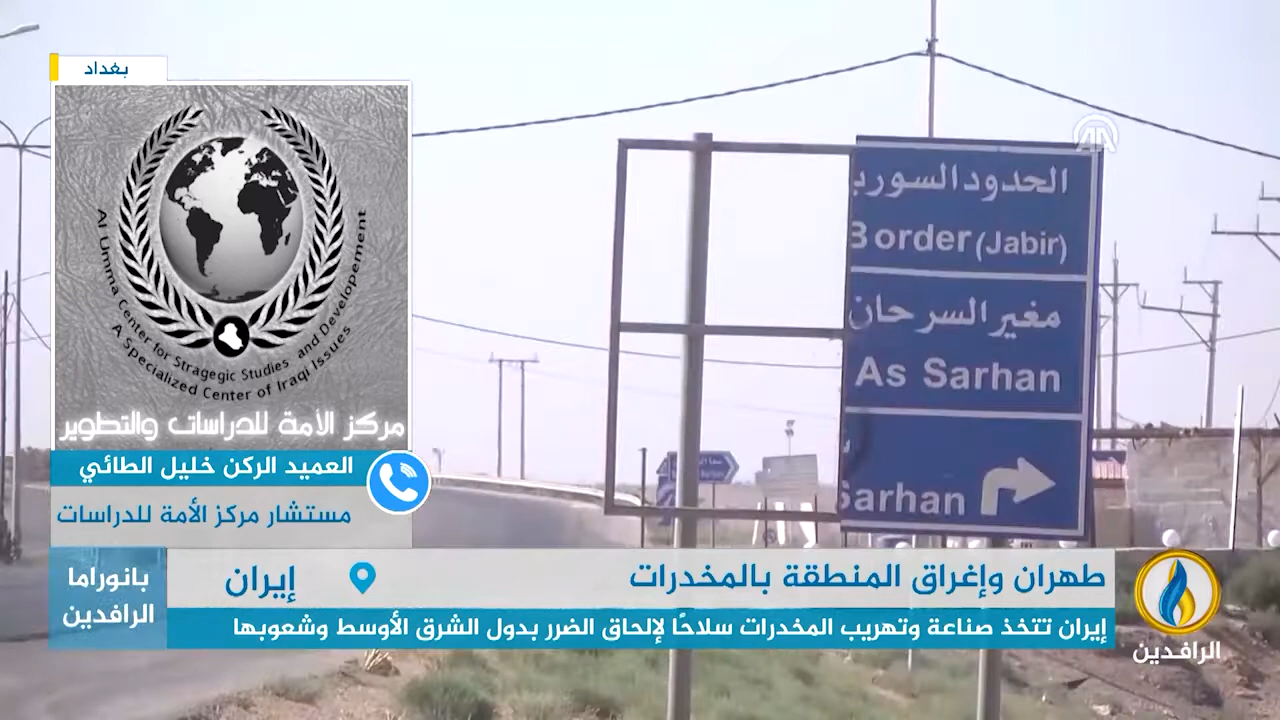 بغداد
Al Umma Center for Stragegic Studies and Developement
A Specialized Center of Iraqi Issues
مركز الأمة للدراسات والتطوير
العميد الركن خليل الطائي
مستشار مركز الأمة للدراسات
AA
الحدود السوري
Border (Jabir)
مغير السرحان
As Sarhan
Sarhan
طهران وإغراق المنطقة بالمخدرات
إيران
إيران تتخذ صناعة وتهريب المخدرات سلاحًا لإلحاق الضرر بدول الشرق الأوسط وشعوبها
بانوراما
الرافدين
الرافدين